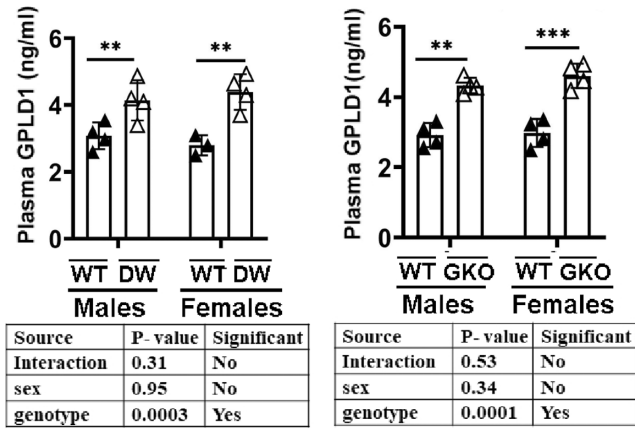 Plasma GPLD1 (ng/ml)
6
4
2
0
**
**
WT DW WT DW
Males Females
Source P- value Significant
Interaction 0.31 No
sex 0.95 No
genotype 0.0003 Yes
Plasma GPLD1(ng/ml)
6
4
2
0
**
***
WT GKO WT GKO
Males Females
Source P- value Significant
Interaction 0.53 No
sex 0.34 No
genotype 0.0001 Yes